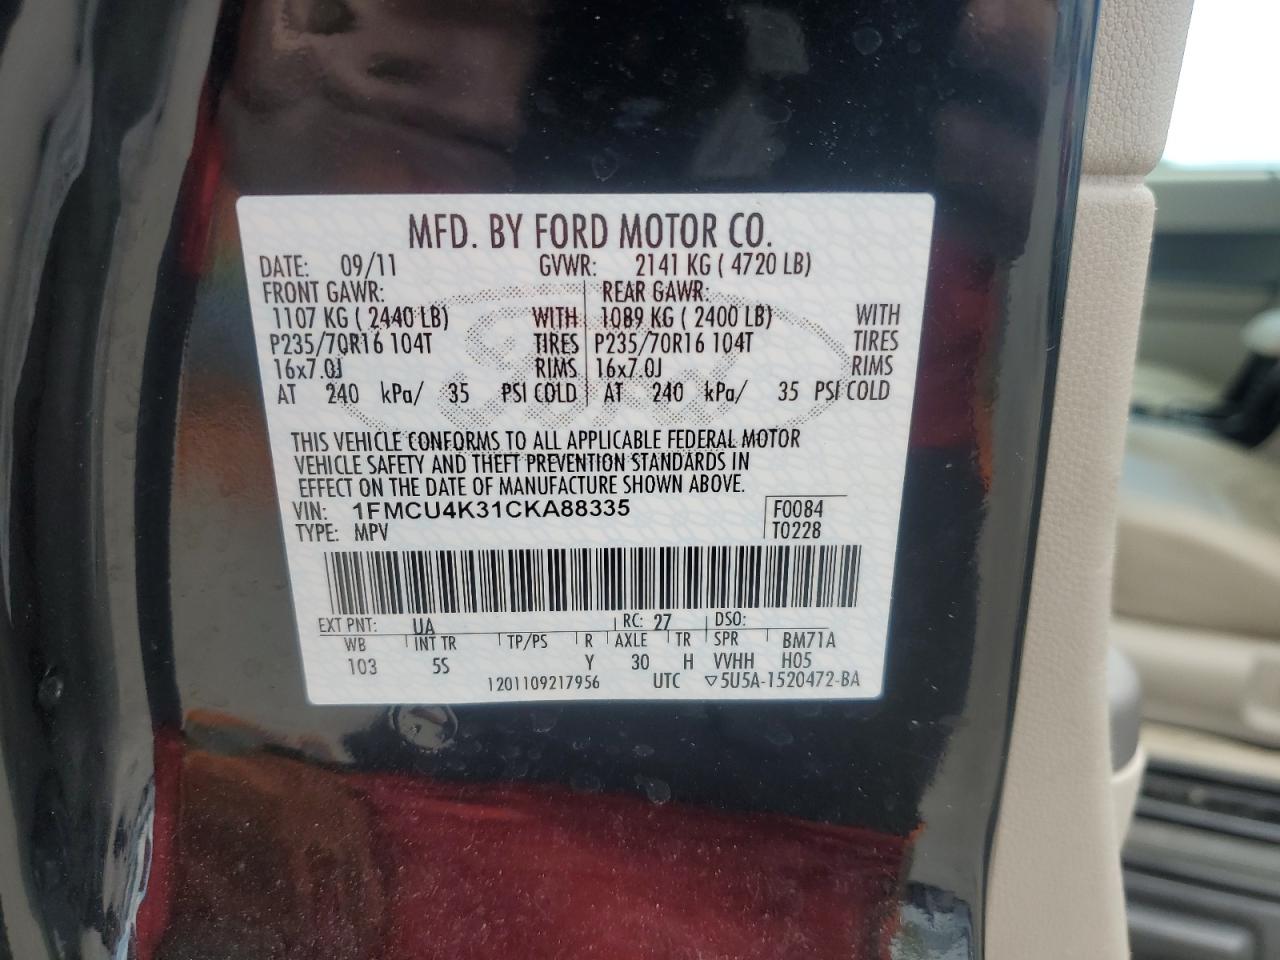 MFD. BY FORD MOTOR CO.
DATE: 09/11 GVWR: 2141 KG ( 4720 LB)
FRONT GAWR: REAR GAWR:
1107 KG ( 2440 LB) WITH 1089 KG ( 2400 LB) WITH
P235/70R16 104T TIRES P235/70R16 104T TIRES
16x7.0J RIMS 16x7.0J RIMS
AT 240 kPa/ 35 PSI COLD AT 240 kPa/ 35 PSI COLD
THIS VEHICLE CONFORMS TO ALL APPLICABLE FEDERAL MOTOR
VEHICLE SAFETY AND THEFT PREVENTION STANDARDS IN
EFFECT ON THE DATE OF MANUFACTURE SHOWN ABOVE.
VIN: 1FMCU4K31CKA88335 F0084
TYPE: MPV T0228
EXT PNT: UA RC: 27 DSO:
WB INT TR TP/PS R AXLE TR SPR BM71A
103 5S Y 30 H VVHH H05
1201109217956 UTC ▽5U5A-1520472-BA